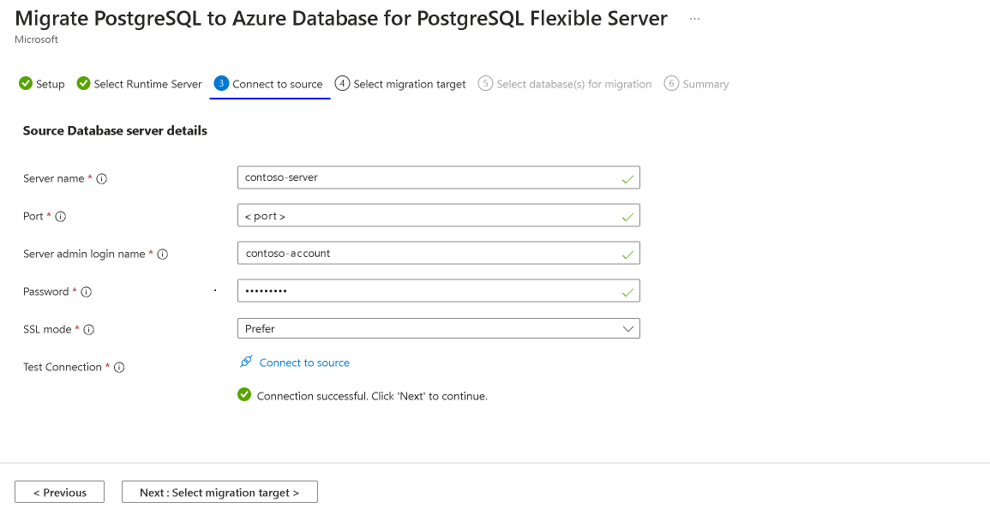 Migrate PostgreSQL to Azure Database for PostgreSQL Flexible Server ...
Microsoft
Setup Select Runtime Server 3 Connect to source 4 Select migration target 5 Select database(s) for migration 6 Summary
Source Database server details
Server name * contoso-server
Port * < port >
Server admin login name * contoso-account
Password * •••••••••
SSL mode * Prefer
Test Connection * Connect to source
Connection successful. Click 'Next' to continue.
< Previous Next : Select migration target >